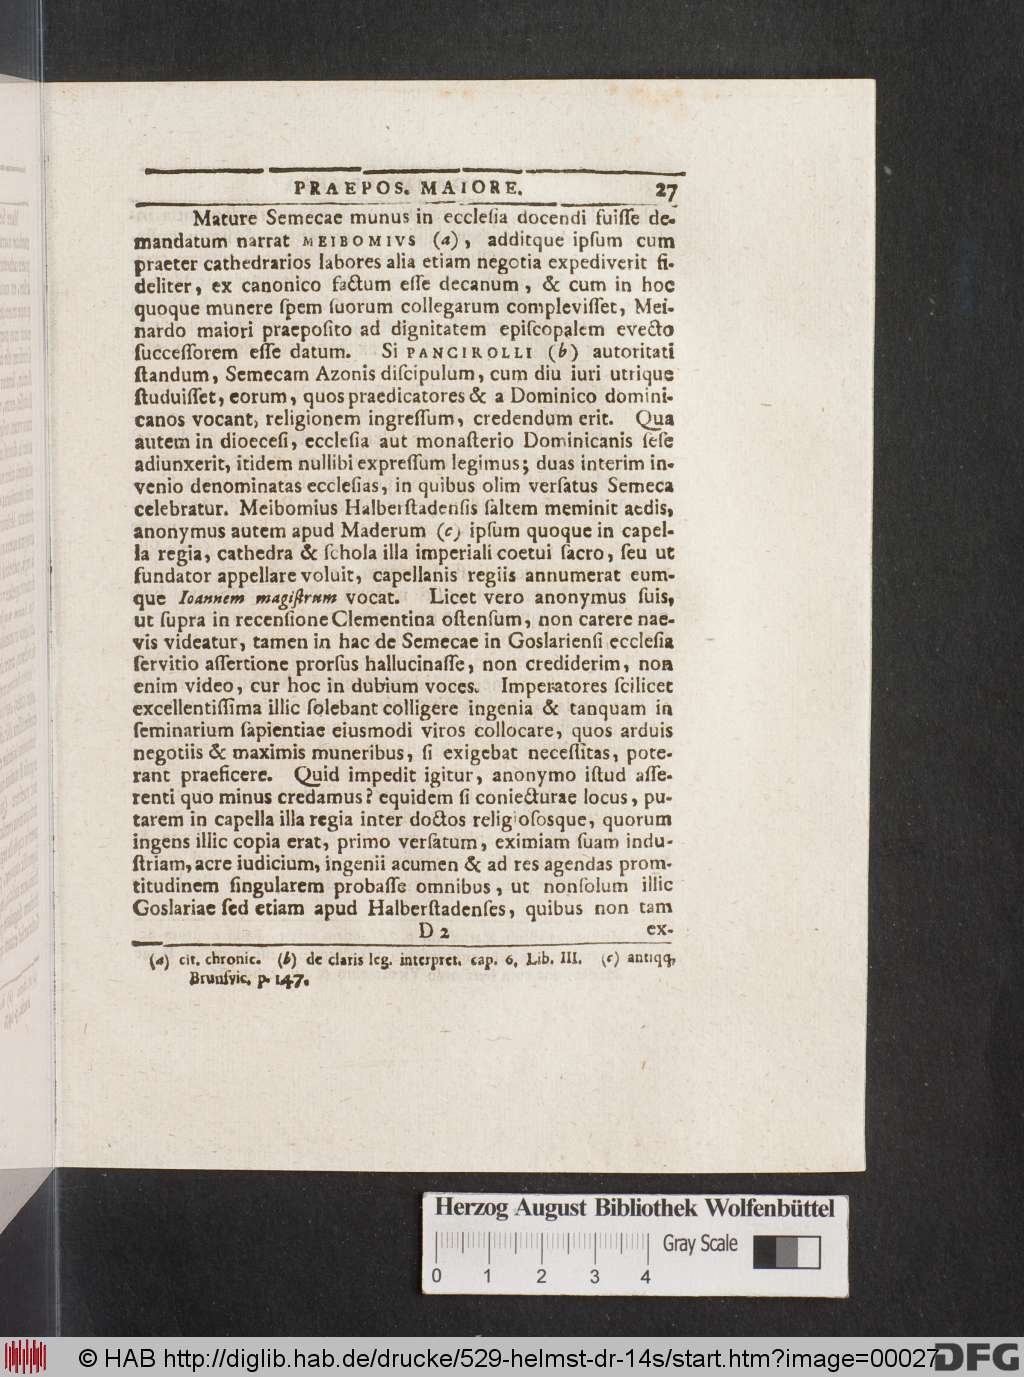 PRAEPOS. MAIORE. 27
Mature Semecae munus in ecclesia docendi fuiſſe de-
mandatum narrat MEIBOMIVS (a), additque ipſum cum
praeter cathedrarios labores alia etiam negotia expediverit fi-
deliter, ex canonico factum eſſe decanum, & cum in hoc
quoque munere ſpem ſuorum collegarum compleviſſet, Mei-
nardo maiori praepoſito ad dignitatem epiſcopalem evecto
ſucceſſorem eſſe datum. Si PANCIROLLI (b) autoritati
ſtandum, Semecam Azonis diſcipulum, cum diu iuri utrique
ſtuduiſſet, eorum, quos praedicatores & a Dominico domini-
canos vocant, religionem ingreſſum, credendum erit. Qua
autem in dioeceſi, eccleſia aut monaſterio Dominicanis ſeſe
adiunxerit, itidem nullibi expreſſum legimus; duas interim in-
venio denominatas eccleſias, in quibus olim verſatus Semeca
celebratur. Meibomius Halberſtadenſis ſaltem meminit aedis,
anonymus autem apud Maderum (c) ipſum quoque in capel-
la regia, cathedra & ſchola illa imperiali coetui ſacro, ſeu ut
fundator appellare voluit, capellanis regiis annumerat eum-
que Ioannem magiſtrum vocat. Licet vero anonymus ſuis,
ut ſupra in recenſione Clementina oſtenſum, non carere nae-
vis videatur, tamen in hac de Semecae in Goslarienſi eccleſia
ſervitio aſſertione prorſus hallucinaſſe, non crediderim, non
enim video, cur hoc in dubium voces. Imperatores ſcilicet
excellentiſſima illic ſolebant colligere ingenia & tanquam in
ſeminarium ſapientiae eiusmodi viros collocare, quos arduis
negotiis & maximis muneribus, ſi exigebat neceſſitas, pote-
rant praeficere. Quid impedit igitur, anonymo iſtud aſſe-
renti quo minus credamus? equidem ſi coniecturae locus, pu-
tarem in capella illa regia inter doctos religioſosque, quorum
ingens illic copia erat, primo verſatum, eximiam ſuam indu-
ſtriam, acre iudicium, ingenii acumen & ad res agendas prom-
titudinem ſingularem probaſſe omnibus, ut nonſolum illic
Goslariae ſed etiam apud Halberſtadenſes, quibus non tam
D 2 ex-
(a) cit. chronic. (b) de claris leg. interpret. cap. 6. Lib. III. (c) antiqq.
Brunſvic. p. 147.
Herzog August Bibliothek Wolfenbüttel
Gray Scale
0 1 2 3 4
© HAB http://diglib.hab.de/drucke/529-helmst-dr-14s/start.htm?image=00027
DFG